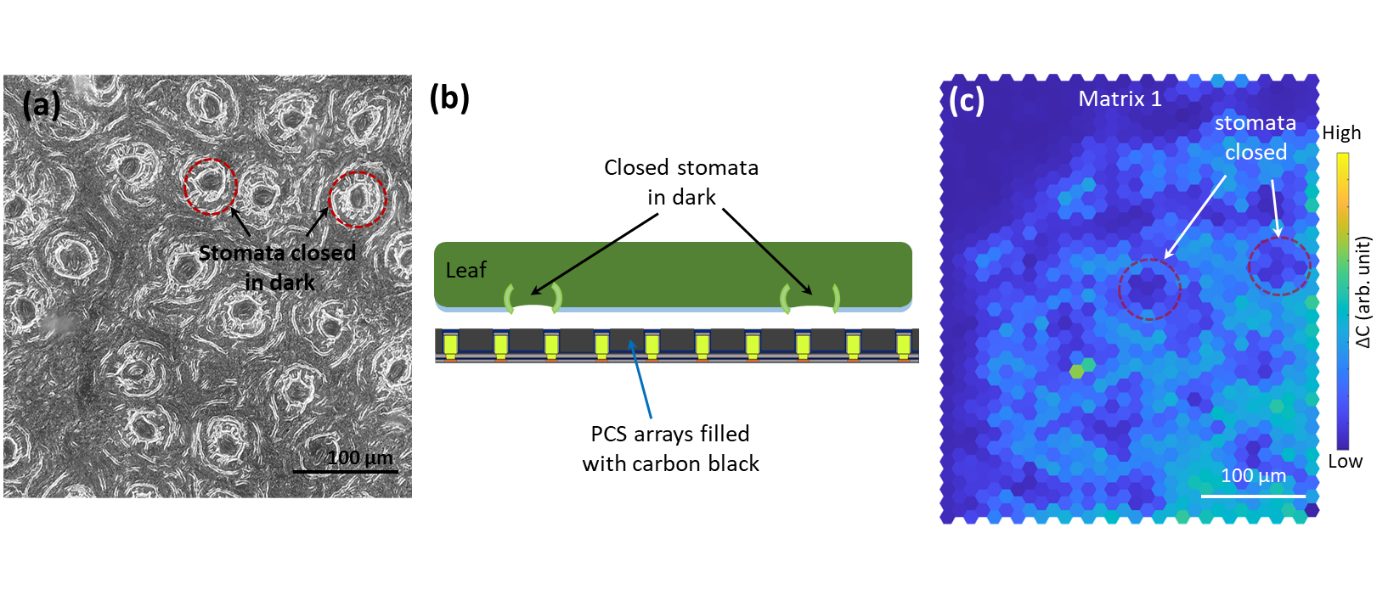 (a)
Stomata closed
in dark
100 µm
(b)
Closed stomata
in dark
Leaf
PCS arrays filled
with carbon black
(c)
Matrix 1
stomata
closed
100 µm
High
ΔC (arb. unit)
Low